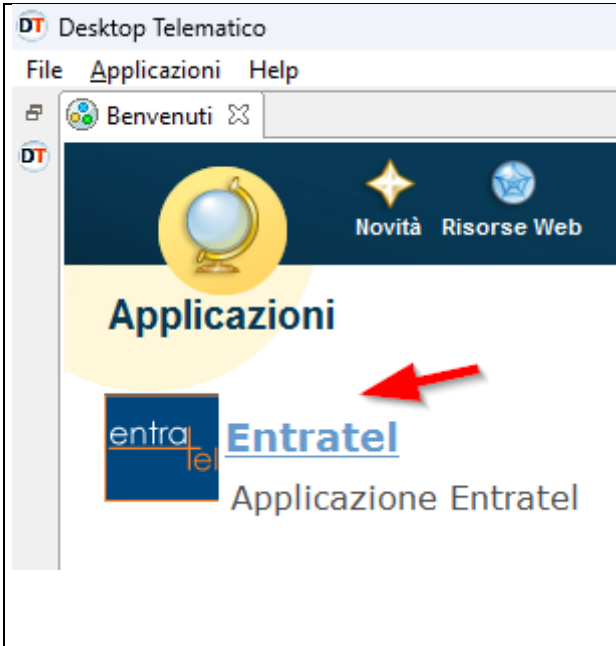 DT Desktop Telematico
File Applicazioni Help
Benvenuti
DT
Novità Risorse Web
Applicazioni
entratel
Entratel
Applicazione Entratel